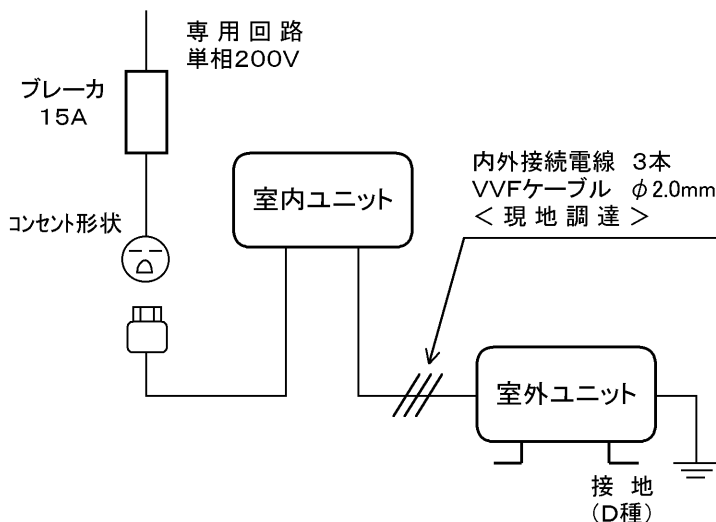 専用回路
単相200V
ブレーカ
15A
コンセント形状
室内ユニット
内外接続電線 3本
VVFケーブル φ2.0mm
＜現地調達＞
室外ユニット
接地
(D種)